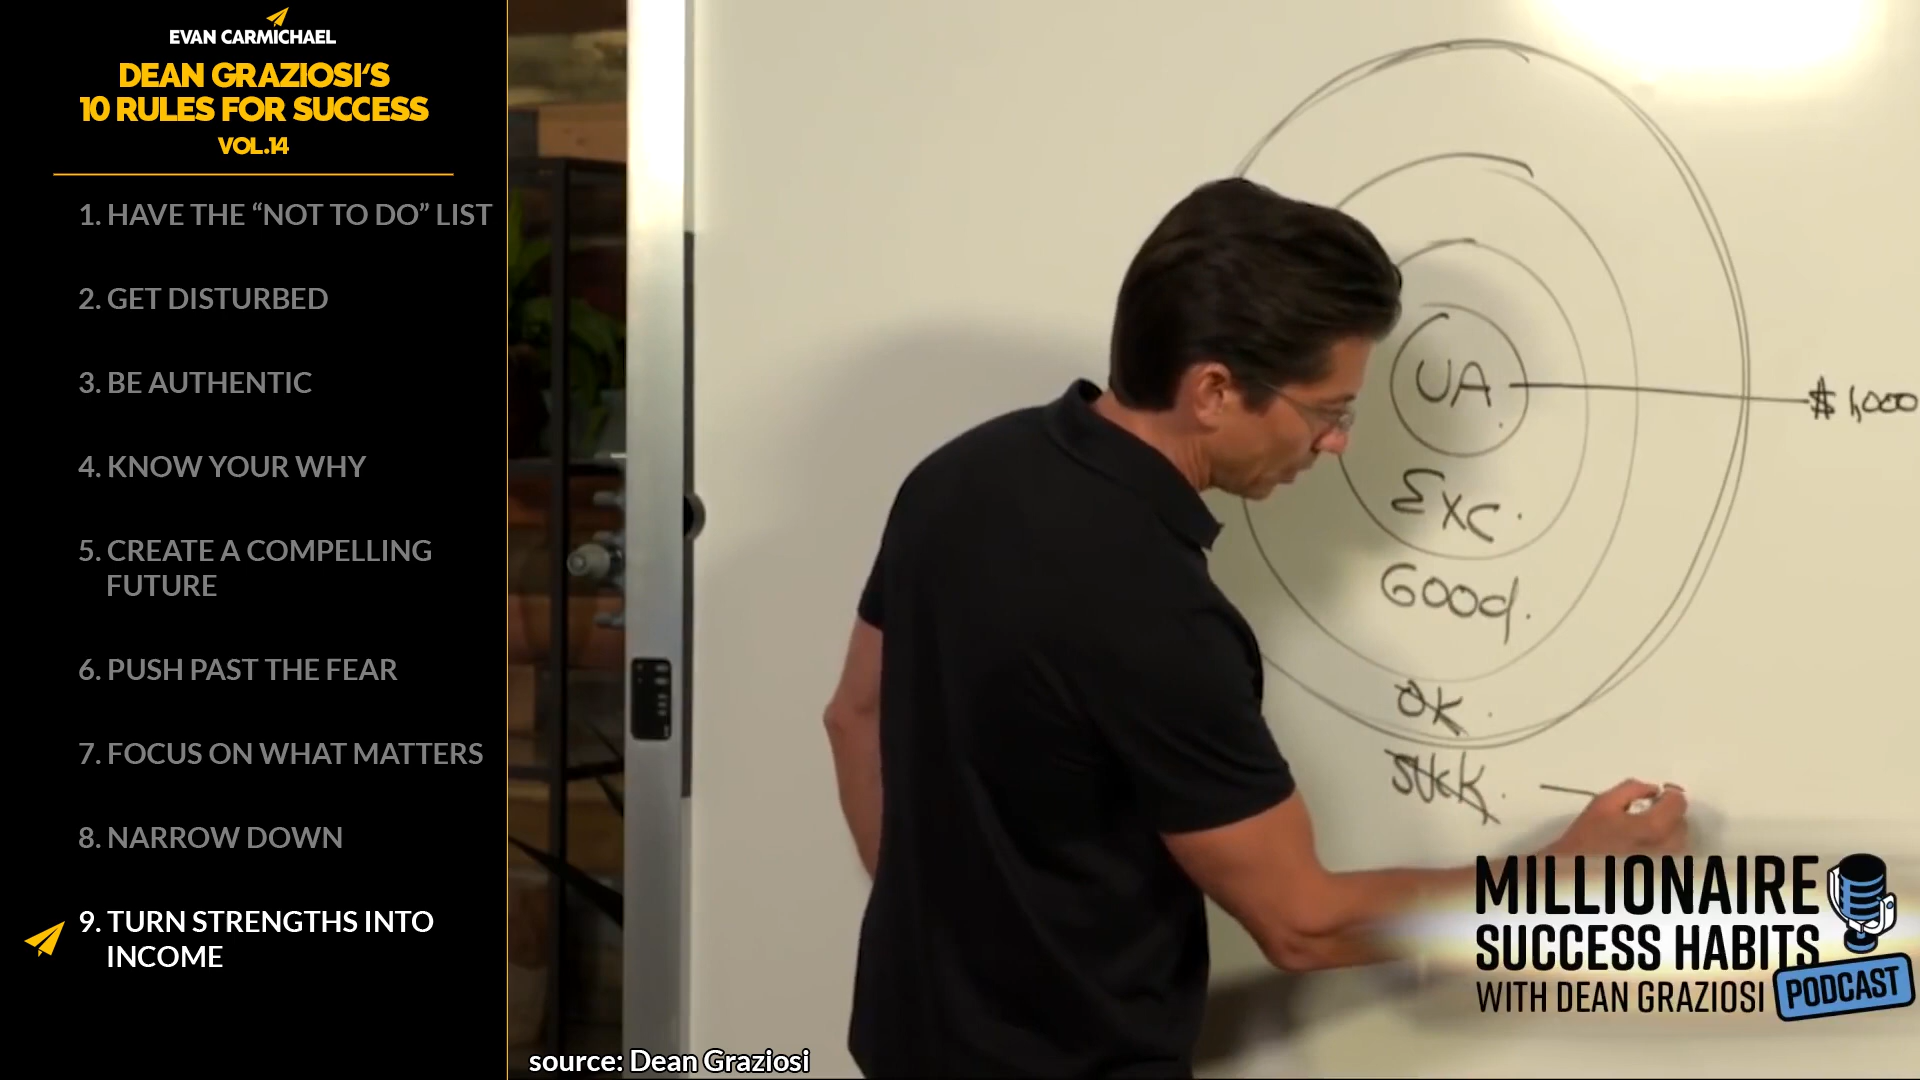 EVAN CARMICHAEL
DEAN GRAZIOSI'S
10 RULES FOR SUCCESS
VOL.14
1. HAVE THE “NOT TO DO” LIST
2. GET DISTURBED
3. BE AUTHENTIC
4. KNOW YOUR WHY
5. CREATE A COMPELLING
FUTURE
6. PUSH PAST THE FEAR
7. FOCUS ON WHAT MATTERS
8. NARROW DOWN
9. TURN STRENGTHS INTO
INCOME
UA
$1,000
EXC
GOOD
OK
SUCK
MILLIONAIRE
SUCCESS HABITS
WITH DEAN GRAZIOSI
PODCAST
source: Dean Graziosi